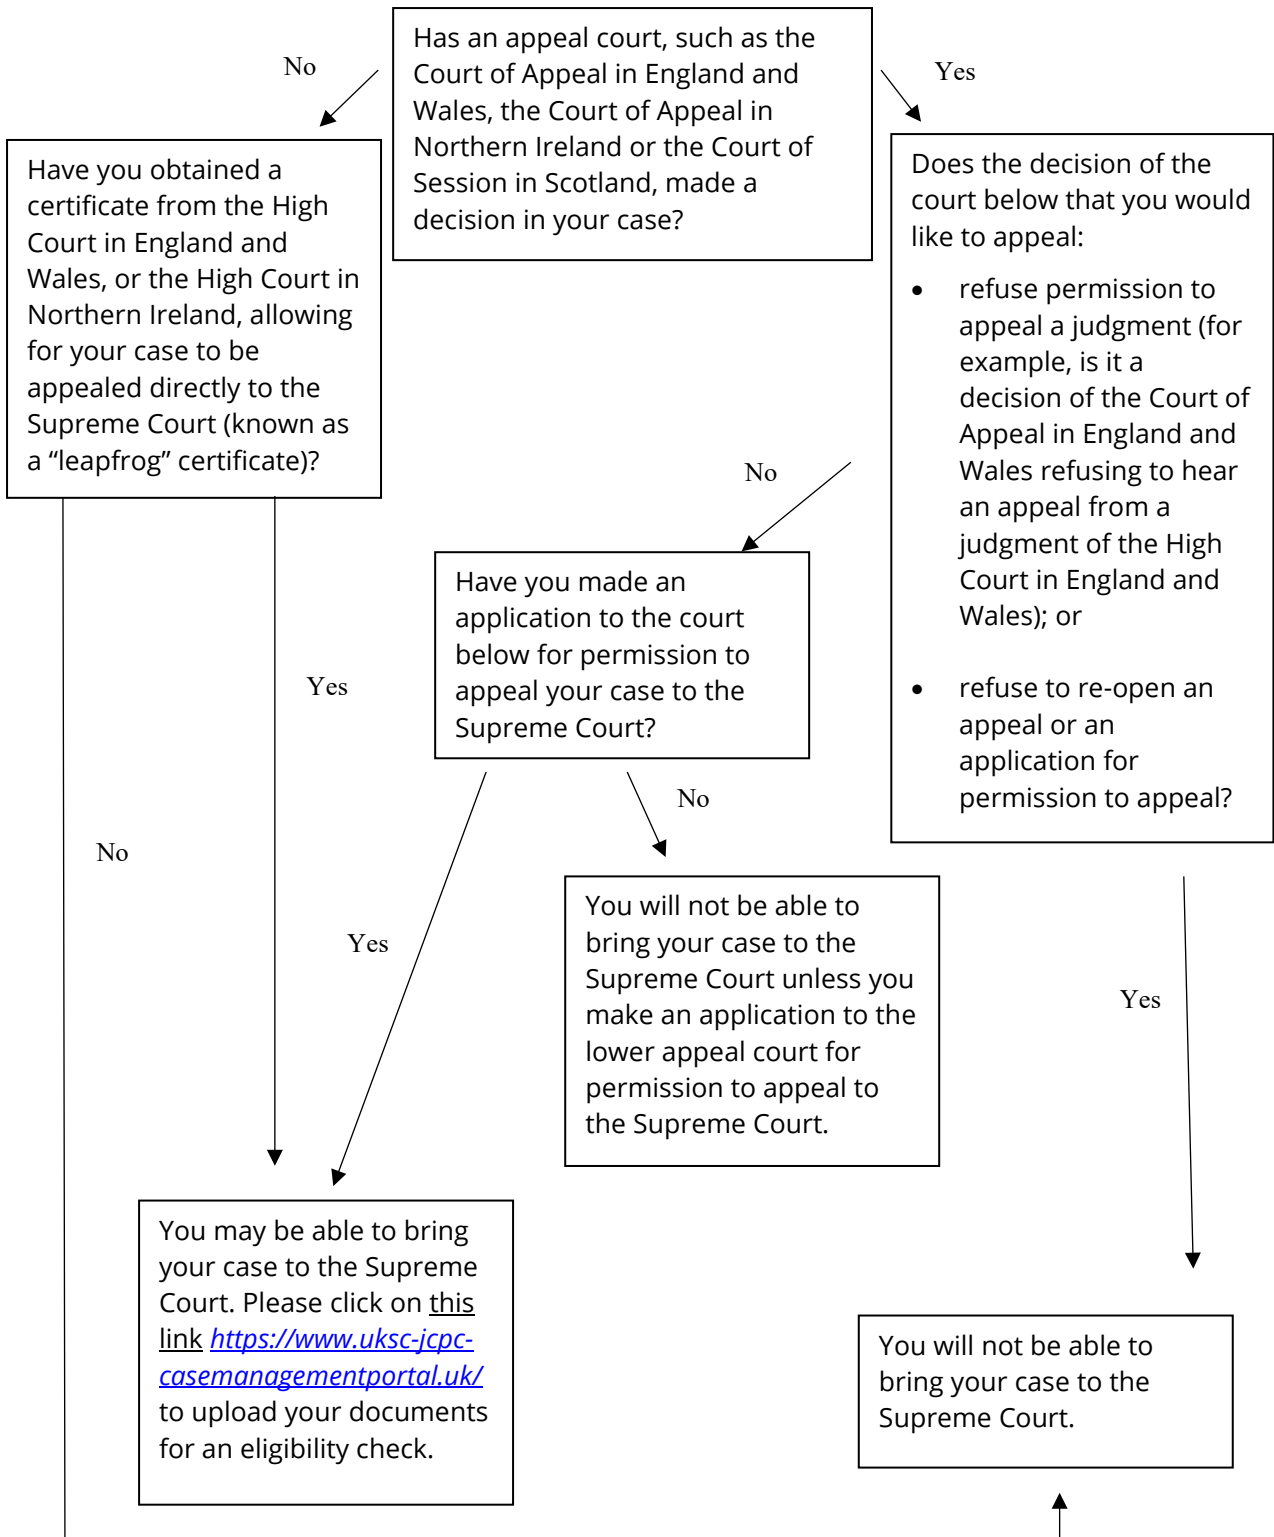 Has an appeal court, such as the
Court of Appeal in England and
Wales, the Court of Appeal in
Northern Ireland or the Court of
Session in Scotland, made a
decision in your case?
No
Yes
Have you obtained a
certificate from the High
Court in England and
Wales, or the High Court in
Northern Ireland, allowing
for your case to be
appealed directly to the
Supreme Court (known as
a “leapfrog” certificate)?
Does the decision of the
court below that you would
like to appeal:
• refuse permission to
appeal a judgment (for
example, is it a
decision of the Court of
Appeal in England and
Wales refusing to hear
an appeal from a
judgment of the High
Court in England and
Wales); or
• refuse to re-open an
appeal or an
application for
permission to appeal?
No
Have you made an
application to the court
below for permission to
appeal your case to the
Supreme Court?
Yes
No
No
Yes
You will not be able to
bring your case to the
Supreme Court unless you
make an application to the
lower appeal court for
permission to appeal to
the Supreme Court.
Yes
You may be able to bring
your case to the Supreme
Court. Please click on this
link https://www.uksc-jcpc-
casemanagementportal.uk/
to upload your documents
for an eligibility check.
You will not be able to
bring your case to the
Supreme Court.